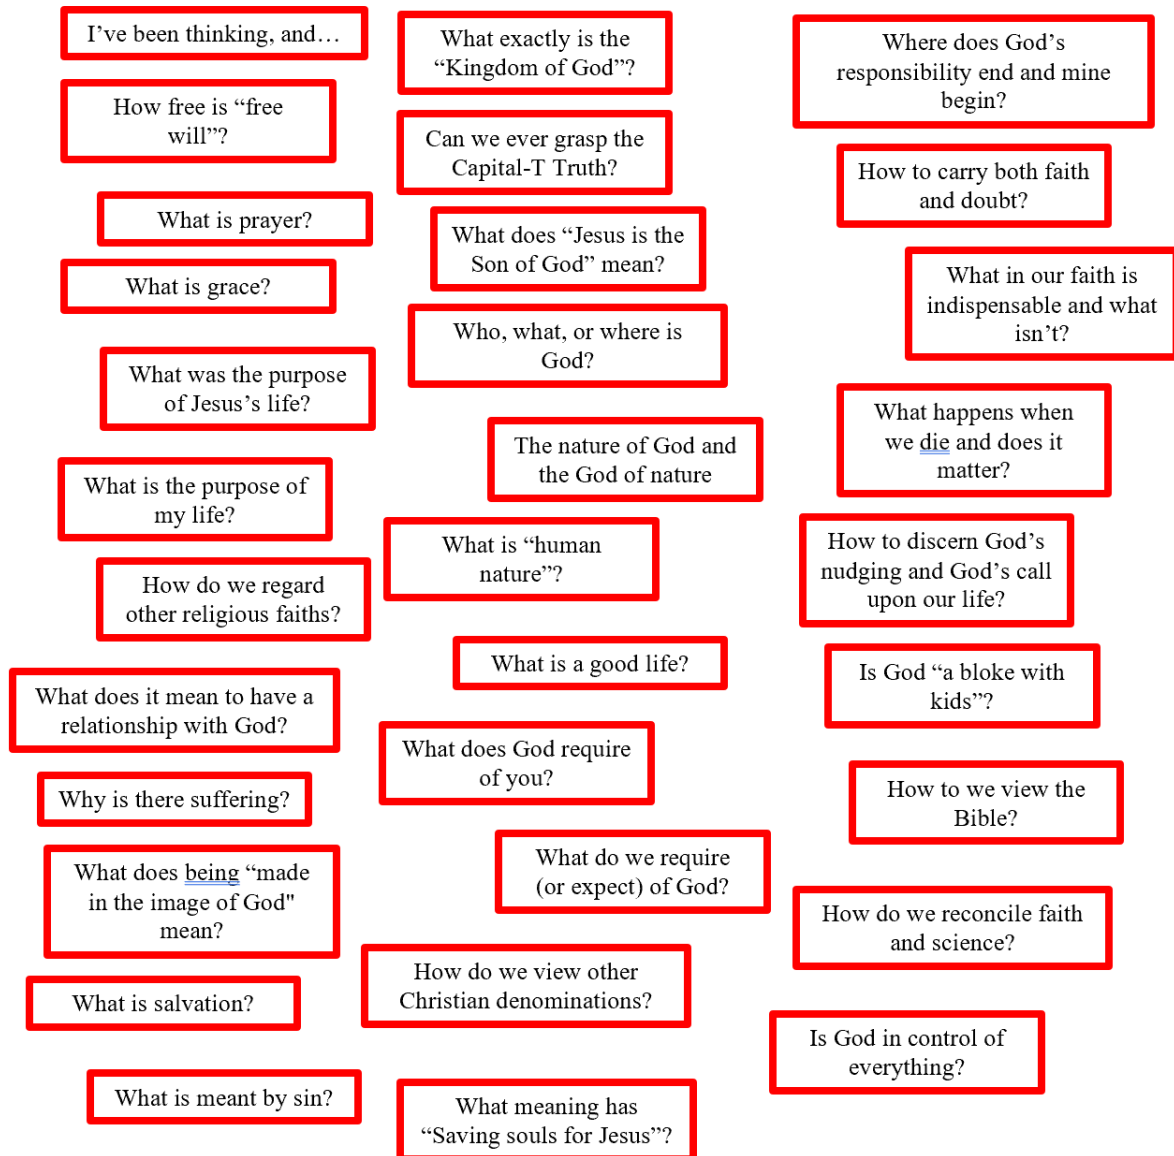 I’ve been thinking, and…
How free is “free
will”?
What is prayer?
What is grace?
What was the purpose
of Jesus’s life?
What is the purpose of
my life?
How do we regard
other religious faiths?
What does it mean to have a
relationship with God?
Why is there suffering?
What does being “made
in the image of God"
mean?
What is salvation?
What is meant by sin?
What exactly is the
“Kingdom of God”?
Can we ever grasp the
Capital-T Truth?
What does “Jesus is the
Son of God” mean?
Who, what, or where is
God?
The nature of God and
the God of nature
What is “human
nature”?
What is a good life?
What does God require
of you?
What do we require
(or expect) of God?
How do we view other
Christian denominations?
What meaning has
“Saving souls for Jesus”?
Where does God’s
responsibility end and mine
begin?
How to carry both faith
and doubt?
What in our faith is
indispensable and what
isn’t?
What happens when
we die and does it
matter?
How to discern God’s
nudging and God’s call
upon our life?
Is God “a bloke with
kids”?
How to we view the
Bible?
How do we reconcile faith
and science?
Is God in control of
everything?